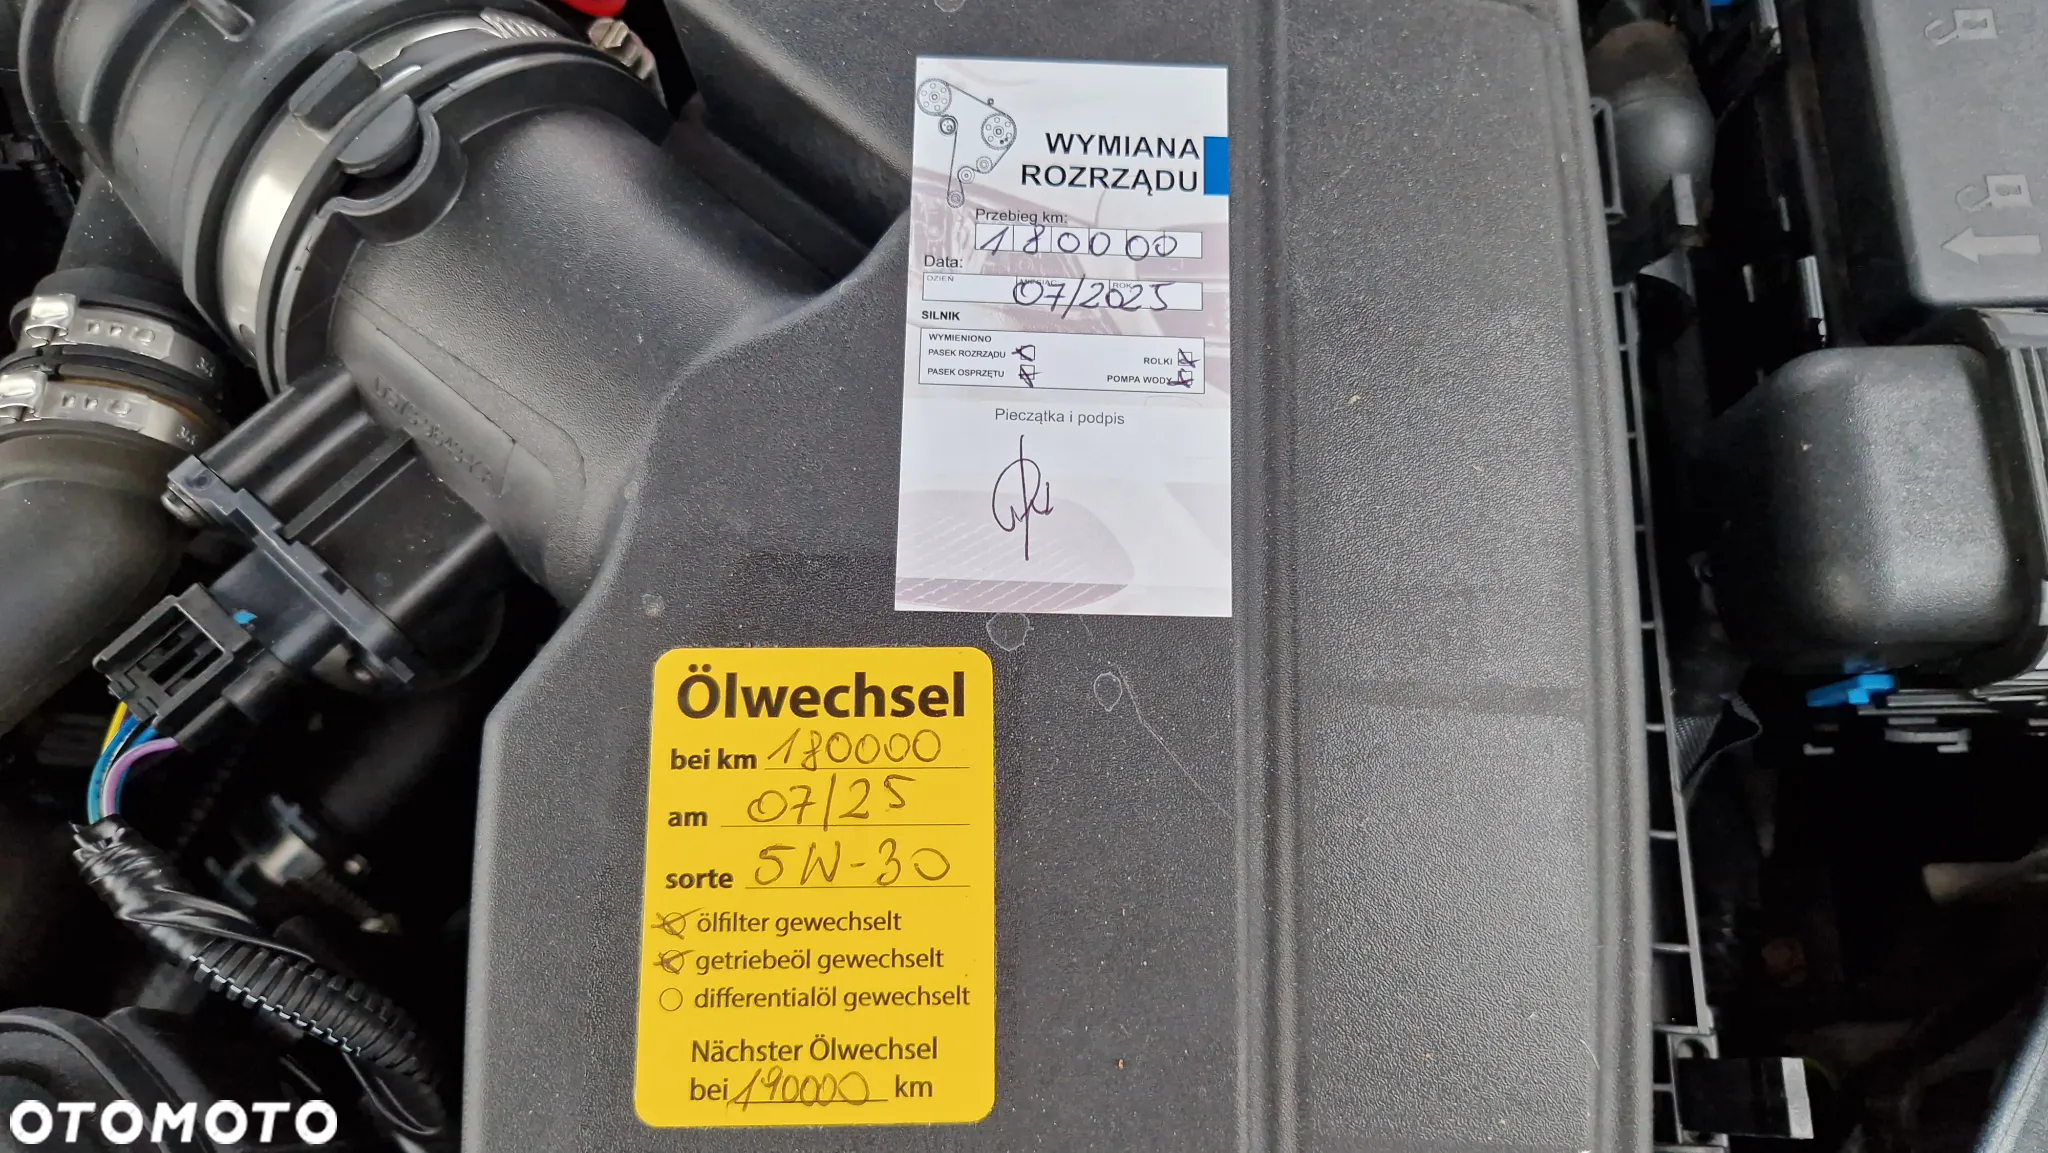 WYMIANA
ROZRZĄDU
Przebieg km:
180000
Data:
DZIEŃ MIESIĄC ROK
07/2025
SILNIK
WYMIENIONO
PASEK ROZRZĄDU ROLKI
PASEK OSPRZĘTU POMPA WODY
Pieczątka i podpis
Ölwechsel
bei km 180000
am 07/25
sorte 5W-30
ölfilter gewechselt
getriebeöl gewechselt
differentialöl gewechselt
Nächster Ölwechsel
bei 190000 km
OTOMOTO